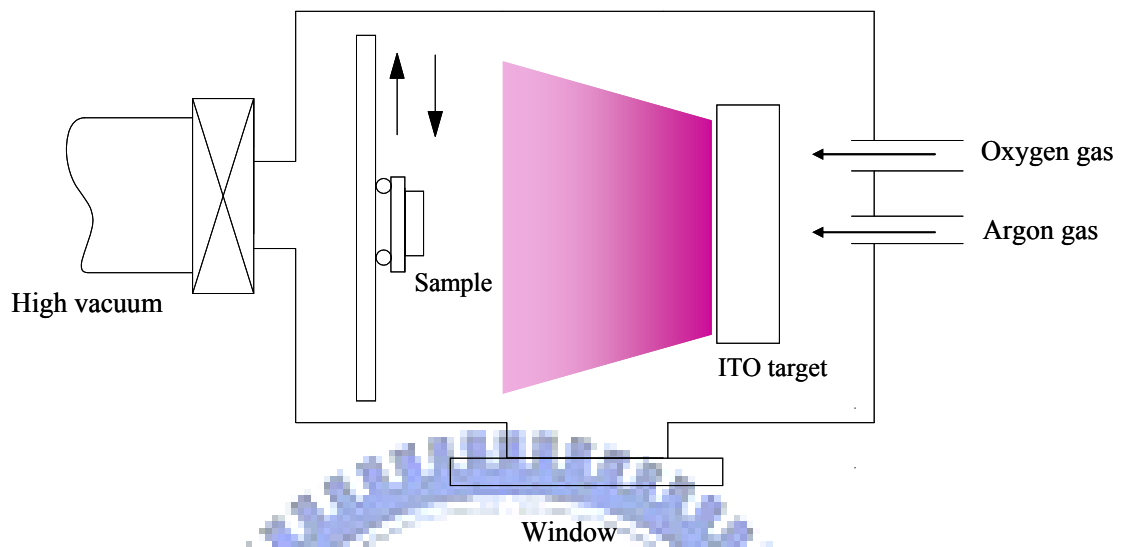 Oxygen gas
Argon gas
Sample
High vacuum
ITO target
Window